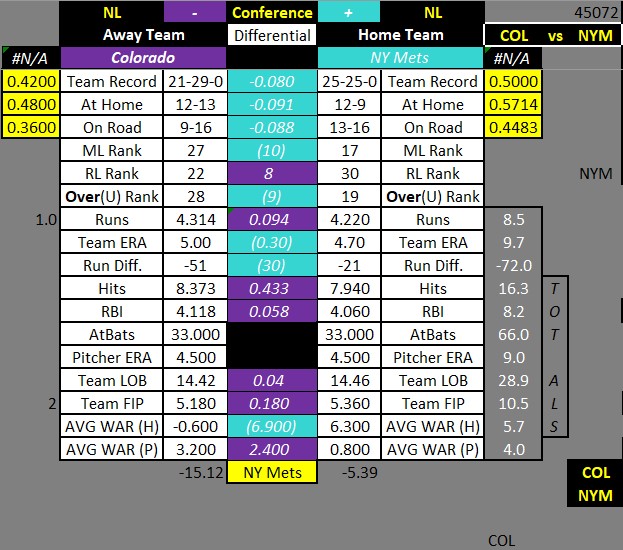 NL - Conference + NL 45072
Away Team Differential Home Team COL vs NYM
#N/A Colorado NY Mets #N/A
0.4200 Team Record 21-29-0 -0.080 25-25-0 Team Record 0.5000
0.4800 At Home 12-13 -0.091 12-9 At Home 0.5714
0.3600 On Road 9-16 -0.088 13-16 On Road 0.4483
ML Rank 27 (10) 17 ML Rank
RL Rank 22 8 30 RL Rank NYM
Over(U) Rank 28 (9) 19 Over(U) Rank
1.0 Runs 4.314 0.094 4.220 Runs 8.5
Team ERA 5.00 (0.30) 4.70 Team ERA 9.7
Run Diff. -51 (30) -21 Run Diff. -72.0
Hits 8.373 0.433 7.940 Hits 16.3 T
RBI 4.118 0.058 4.060 RBI 8.2 O
AtBats 33.000 33.000 AtBats 66.0 T
Pitcher ERA 4.500 4.500 Pitcher ERA 9.0
Team LOB 14.42 0.04 14.46 Team LOB 28.9 A
2 Team FIP 5.180 0.180 5.360 Team FIP 10.5 L
AVG WAR (H) -0.600 (6.900) 6.300 AVG WAR (H) 5.7 S
AVG WAR (P) 3.200 2.400 0.800 AVG WAR (P) 4.0
-15.12 NY Mets -5.39 COL
NYM
COL